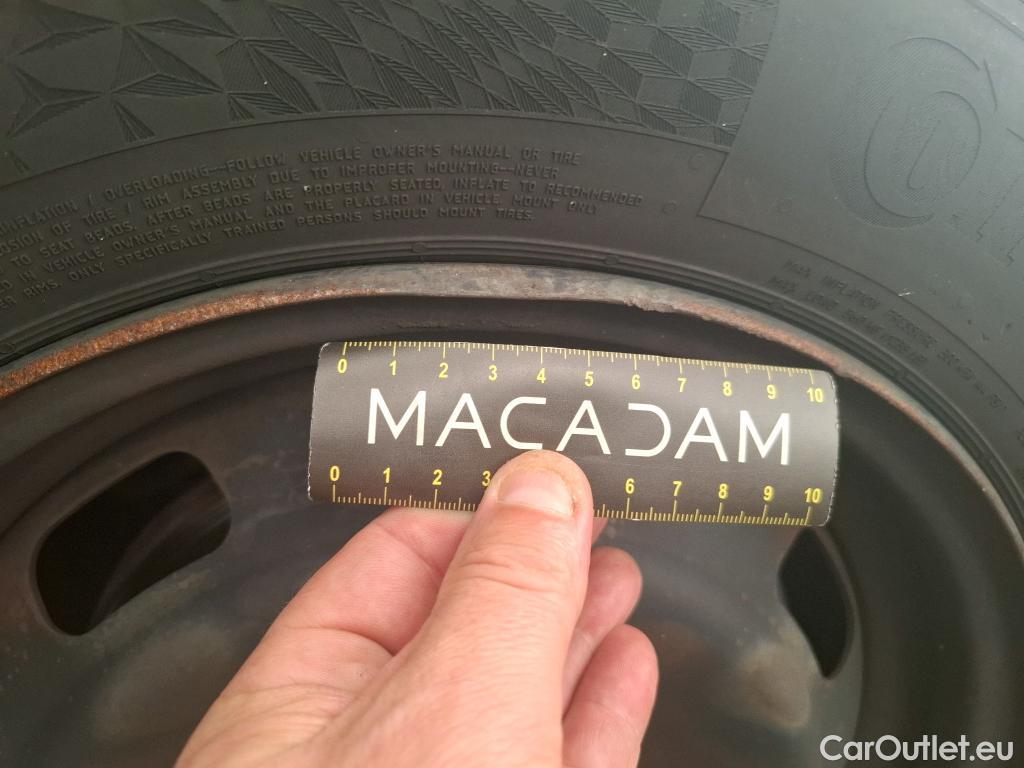 INFLATION / OVERLOADING--FOLLOW VEHICLE OWNER'S MANUAL OR TIRE
OF TIRE / RIM ASSEMBLY DUE TO IMPROPER MOUNTING--NEVER
TO SEAT BEADS. AFTER BEADS ARE PROPERLY SEATED, INFLATE TO RECOMMENDED
IN VEHICLE OWNER'S MANUAL AND THE PLACARD IN VEHICLE MOUNT ONLY
RIMS. ONLY SPECIFICALLY TRAINED PERSONS SHOULD MOUNT TIRES.
MAX. INFLATION PRESSURE
MAX. LOAD
0 1 2 3 4 5 6 7 8 9 10
MACADAM
0 1 2 3 6 7 8 9 10
CarOutlet.eu